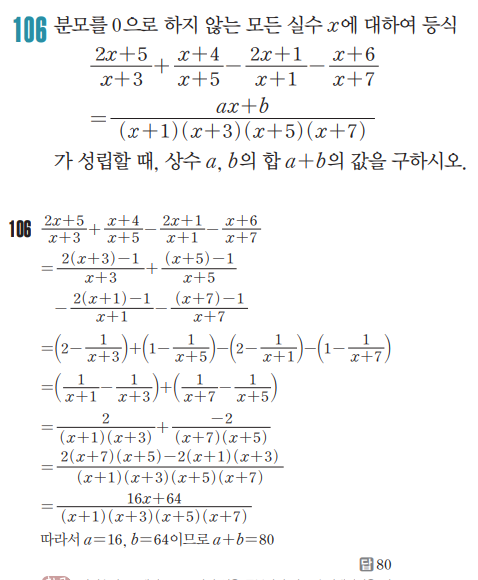 106 분모를 0으로 하지 않는 모든 실수 x에 대하여 등식
(2x+5)/(x+3) + (x+4)/(x+5) − (2x+1)/(x+1) − (x+6)/(x+7)
= (ax+b)/((x+1)(x+3)(x+5)(x+7))
가 성립할 때, 상수 a, b의 합 a+b의 값을 구하시오.
106 (2x+5)/(x+3) + (x+4)/(x+5) − (2x+1)/(x+1) − (x+6)/(x+7)
= (2(x+3)−1)/(x+3) + ((x+5)−1)/(x+5)
− (2(x+1)−1)/(x+1) − ((x+7)−1)/(x+7)
=(2−1/(x+3))+(1−1/(x+5))−(2−1/(x+1))−(1−1/(x+7))
=(1/(x+1)−1/(x+3))+(1/(x+7)−1/(x+5))
= 2/((x+1)(x+3)) + −2/((x+7)(x+5))
= (2(x+7)(x+5)−2(x+1)(x+3))/((x+1)(x+3)(x+5)(x+7))
= (16x+64)/((x+1)(x+3)(x+5)(x+7))
따라서 a=16, b=64이므로 a+b=80
답 80